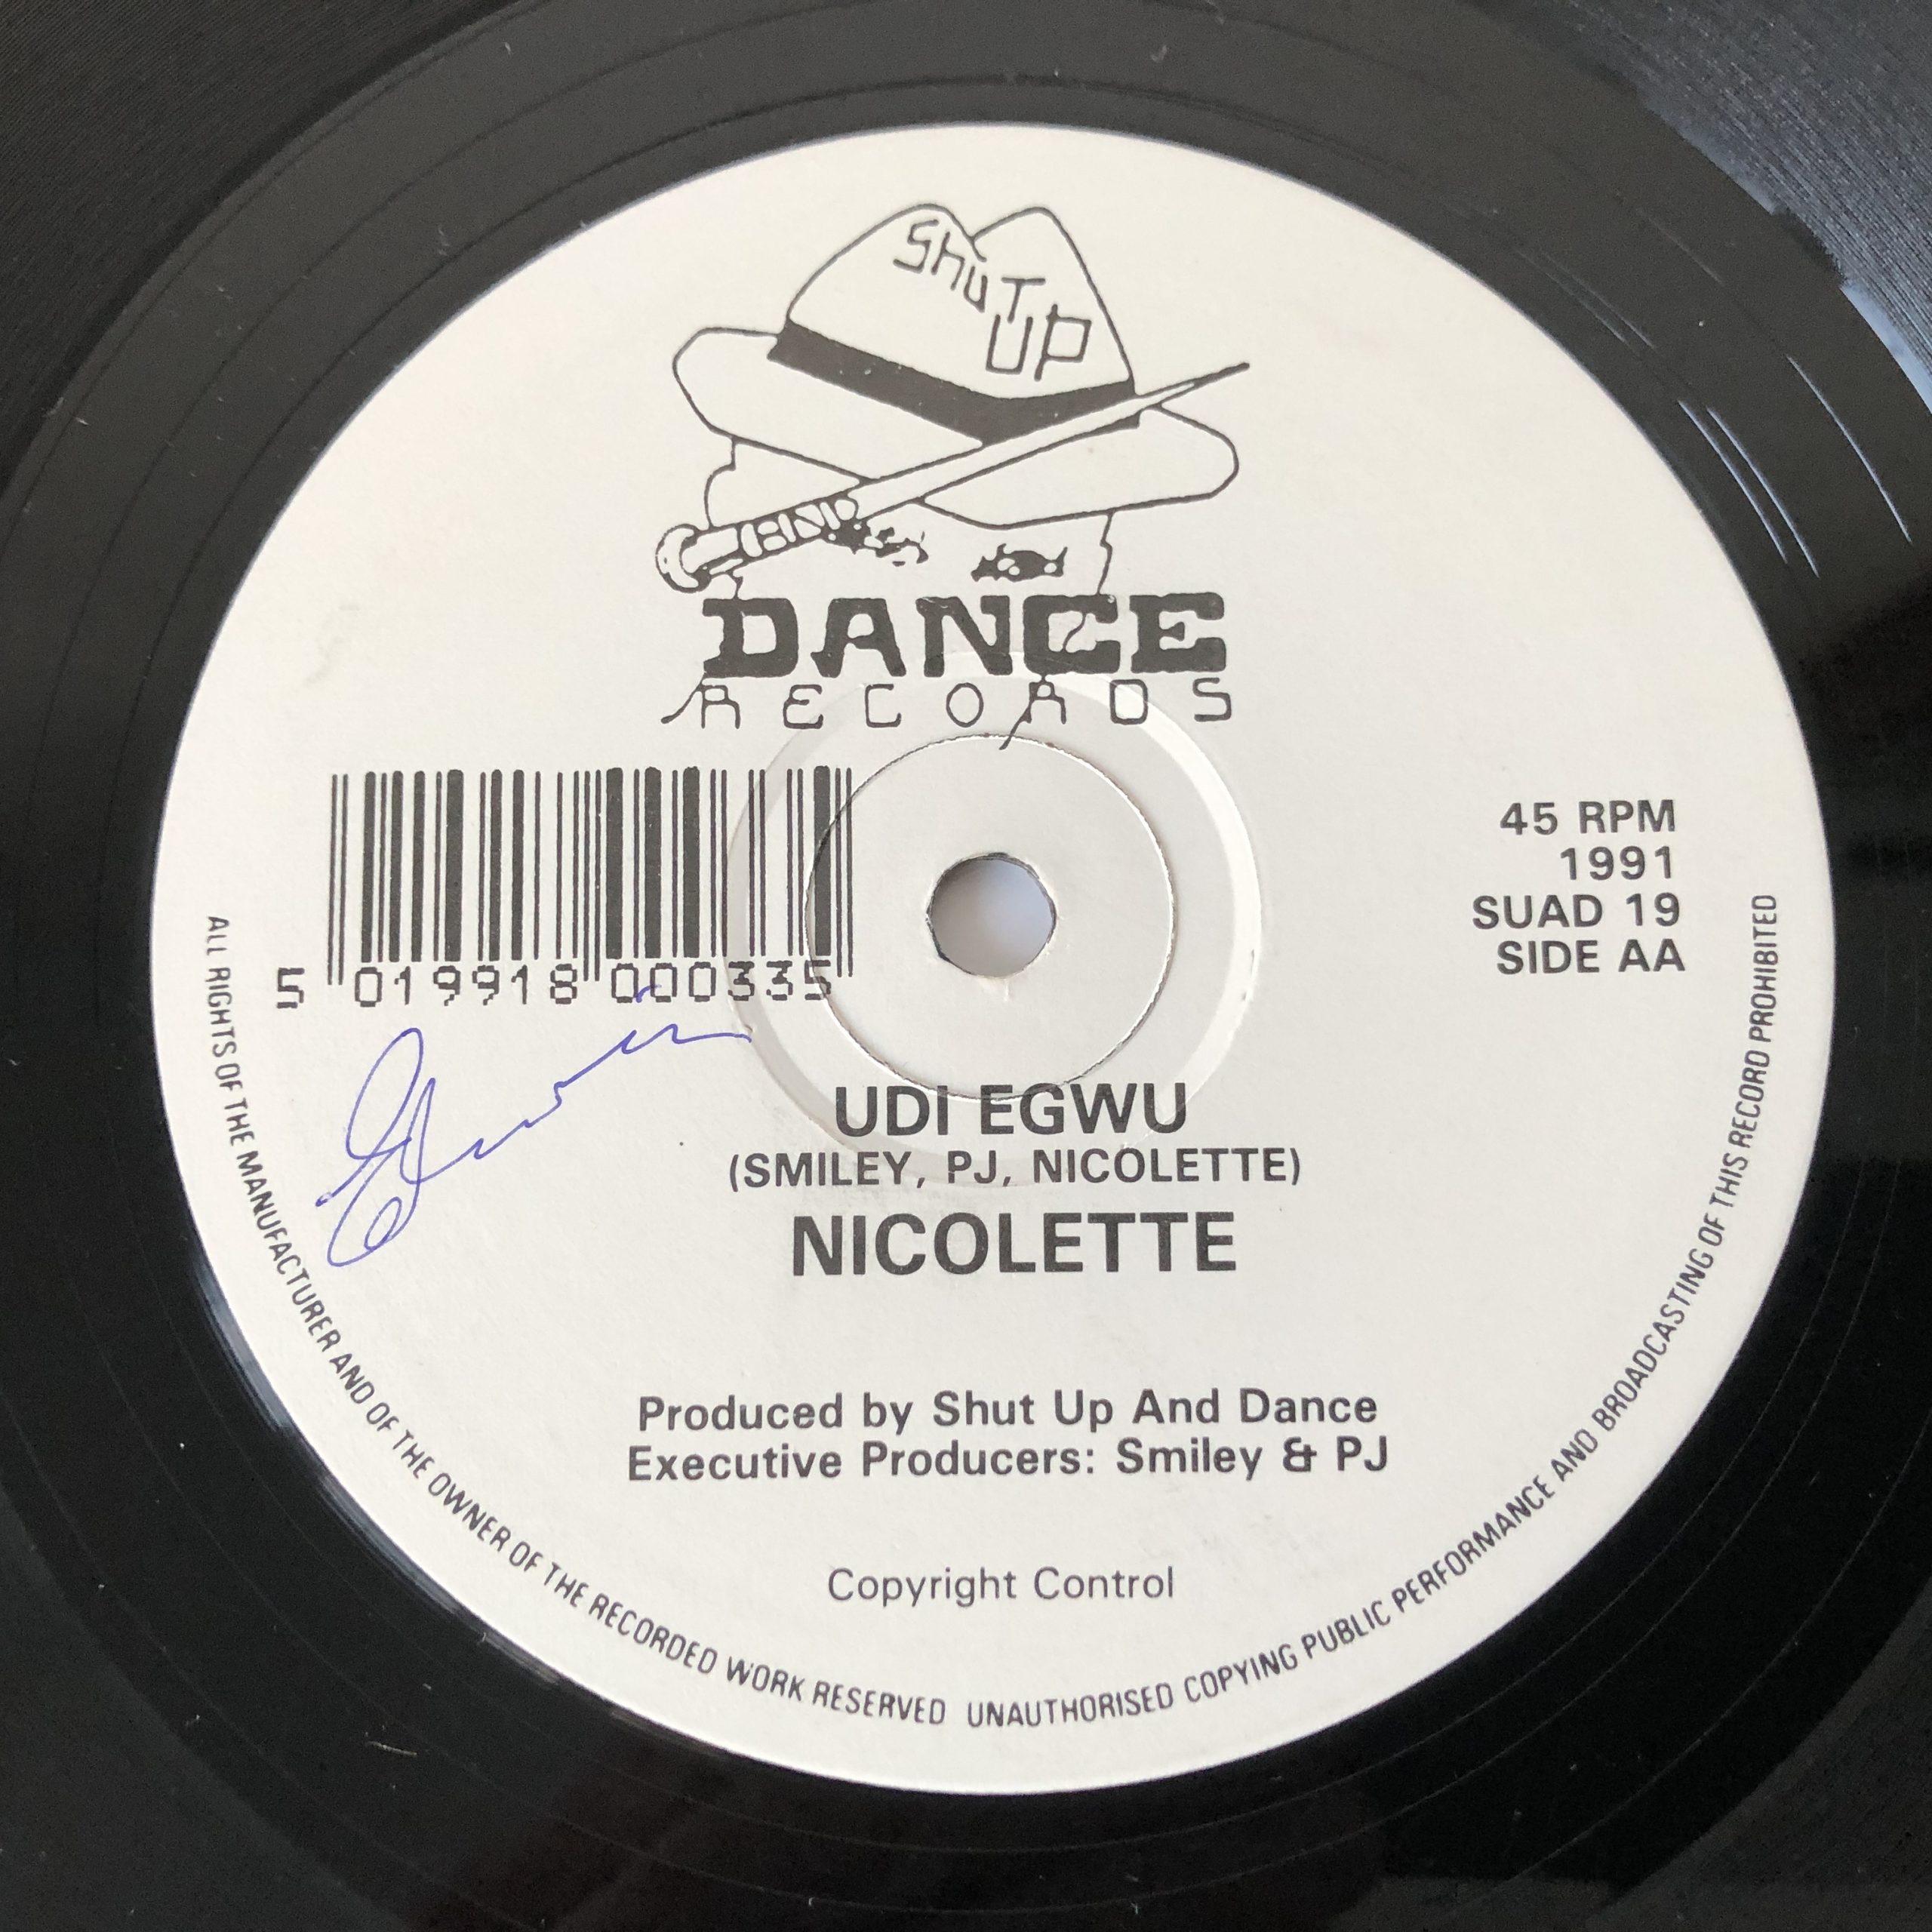 Shut
UP
DANCE
RECORDS
5 019918 000335
45 RPM
1991
SUAD 19
SIDE AA
UDI EGWU
(SMILEY, PJ, NICOLETTE)
NICOLETTE
Produced by Shut Up And Dance
Executive Producers: Smiley & PJ
Copyright Control
ALL RIGHTS OF THE MANUFACTURER AND OF THE OWNER OF THE RECORDED WORK RESERVED UNAUTHORISED COPYING PUBLIC PERFORMANCE AND BROADCASTING OF THIS RECORD PROHIBITED